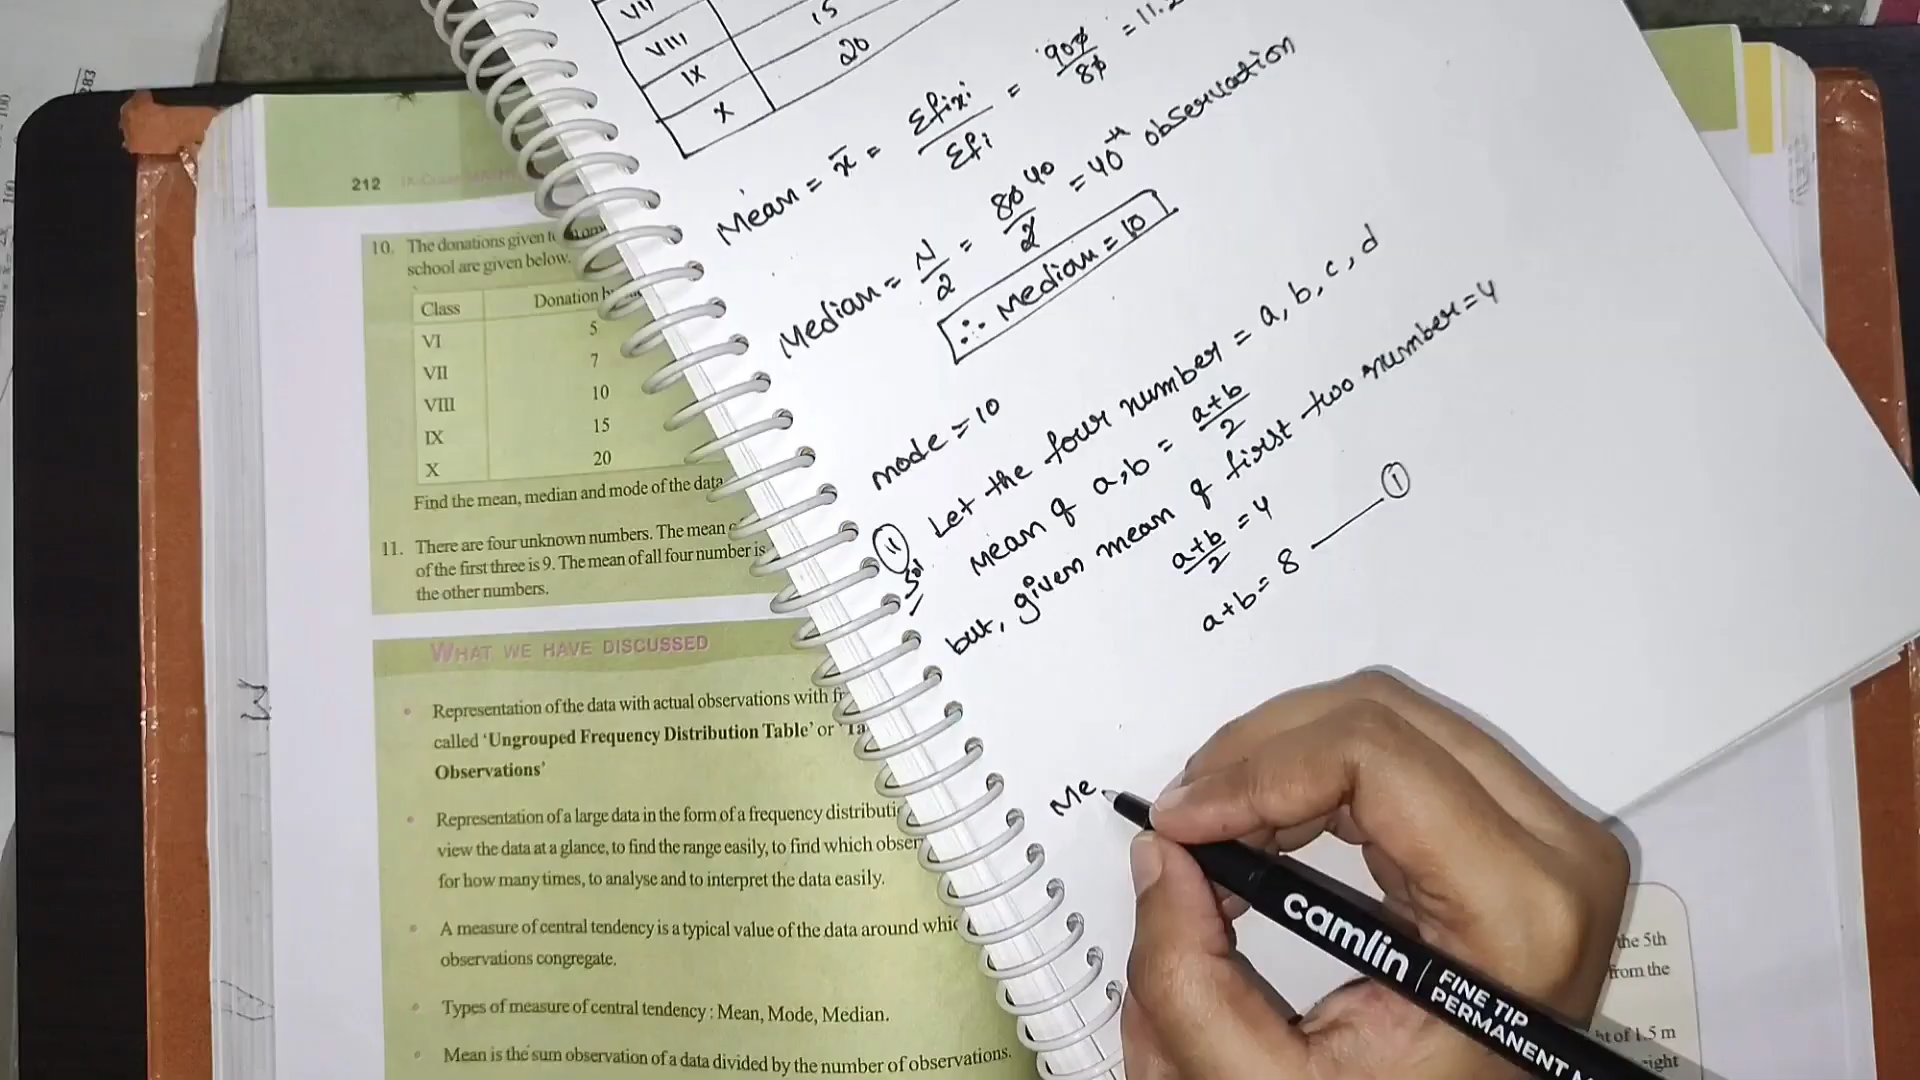 VIII
15
IX
20
X
Mean = x̄ = Σfixi / Σfi = 900 / 80
Median = N/2 = 80/2 40 = 40th observation
∴ Median = 10
mode = 10
11 Let the four number = a, b, c, d
Sol
Mean of a,b = a+b/2
but, given mean of first two number = 4
a+b/2 = 4
a+b = 8 ——— 1
Me
212
10. The donations given
school are given below.
Class Donation
VI 5
VII 7
VIII 10
IX 15
X 20
Find the mean, median and mode of the data
11. There are four unknown numbers. The mean
of the first three is 9. The mean of all four number is
the other numbers.
WHAT WE HAVE DISCUSSED
• Representation of the data with actual observations with
called ‘Ungrouped Frequency Distribution Table’ or
Observations’
• Representation of a large data in the form of a frequency
view the data at a glance, to find the range easily, to find which
for how many times, to analyse and to interpret the data easily.
• A measure of central tendency is a typical value of the data around
observations congregate.
• Types of measure of central tendency : Mean, Mode, Median.
• Mean is the sum observation of a data divided by the number of observations.
camlin
FINE TIP
PERMANENT
the 5th
from the
of 1.5 m
M